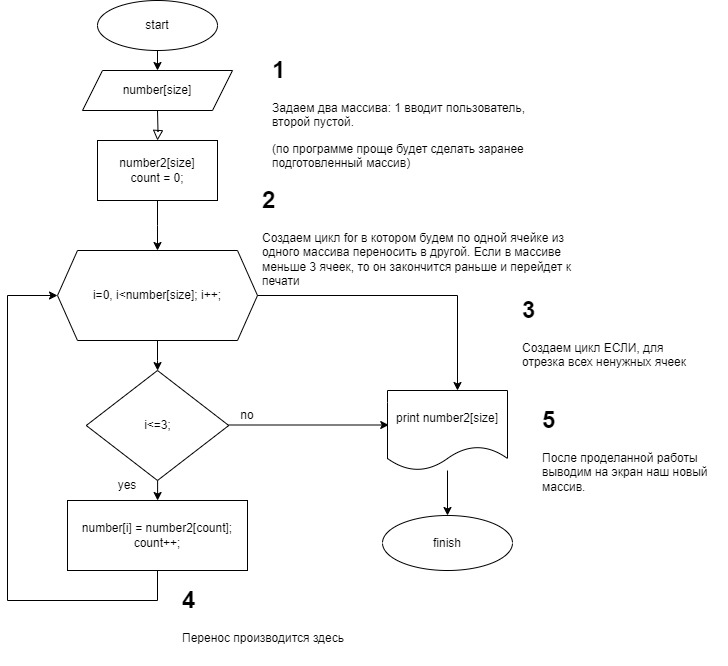 start
1
number[size]
Задаем два массива: 1 вводит пользователь,
второй пустой.
(по программе проще будет сделать заранее
подготовленный массив)
number2[size]
count = 0;
2
Создаем цикл for в котором будем по одной ячейке из
одного массива переносить в другой. Если в массиве
меньше 3 ячеек, то он закончится раньше и перейдет к
печати
i=0, i<number[size]; i++;
3
Создаем цикл ЕСЛИ, для
отрезка всех ненужных ячеек
i<=3;
no
print number2[size]
5
После проделанной работы
выводим на экран наш новый
массив.
yes
number[i] = number2[count];
count++;
finish
4
Перенос производится здесь